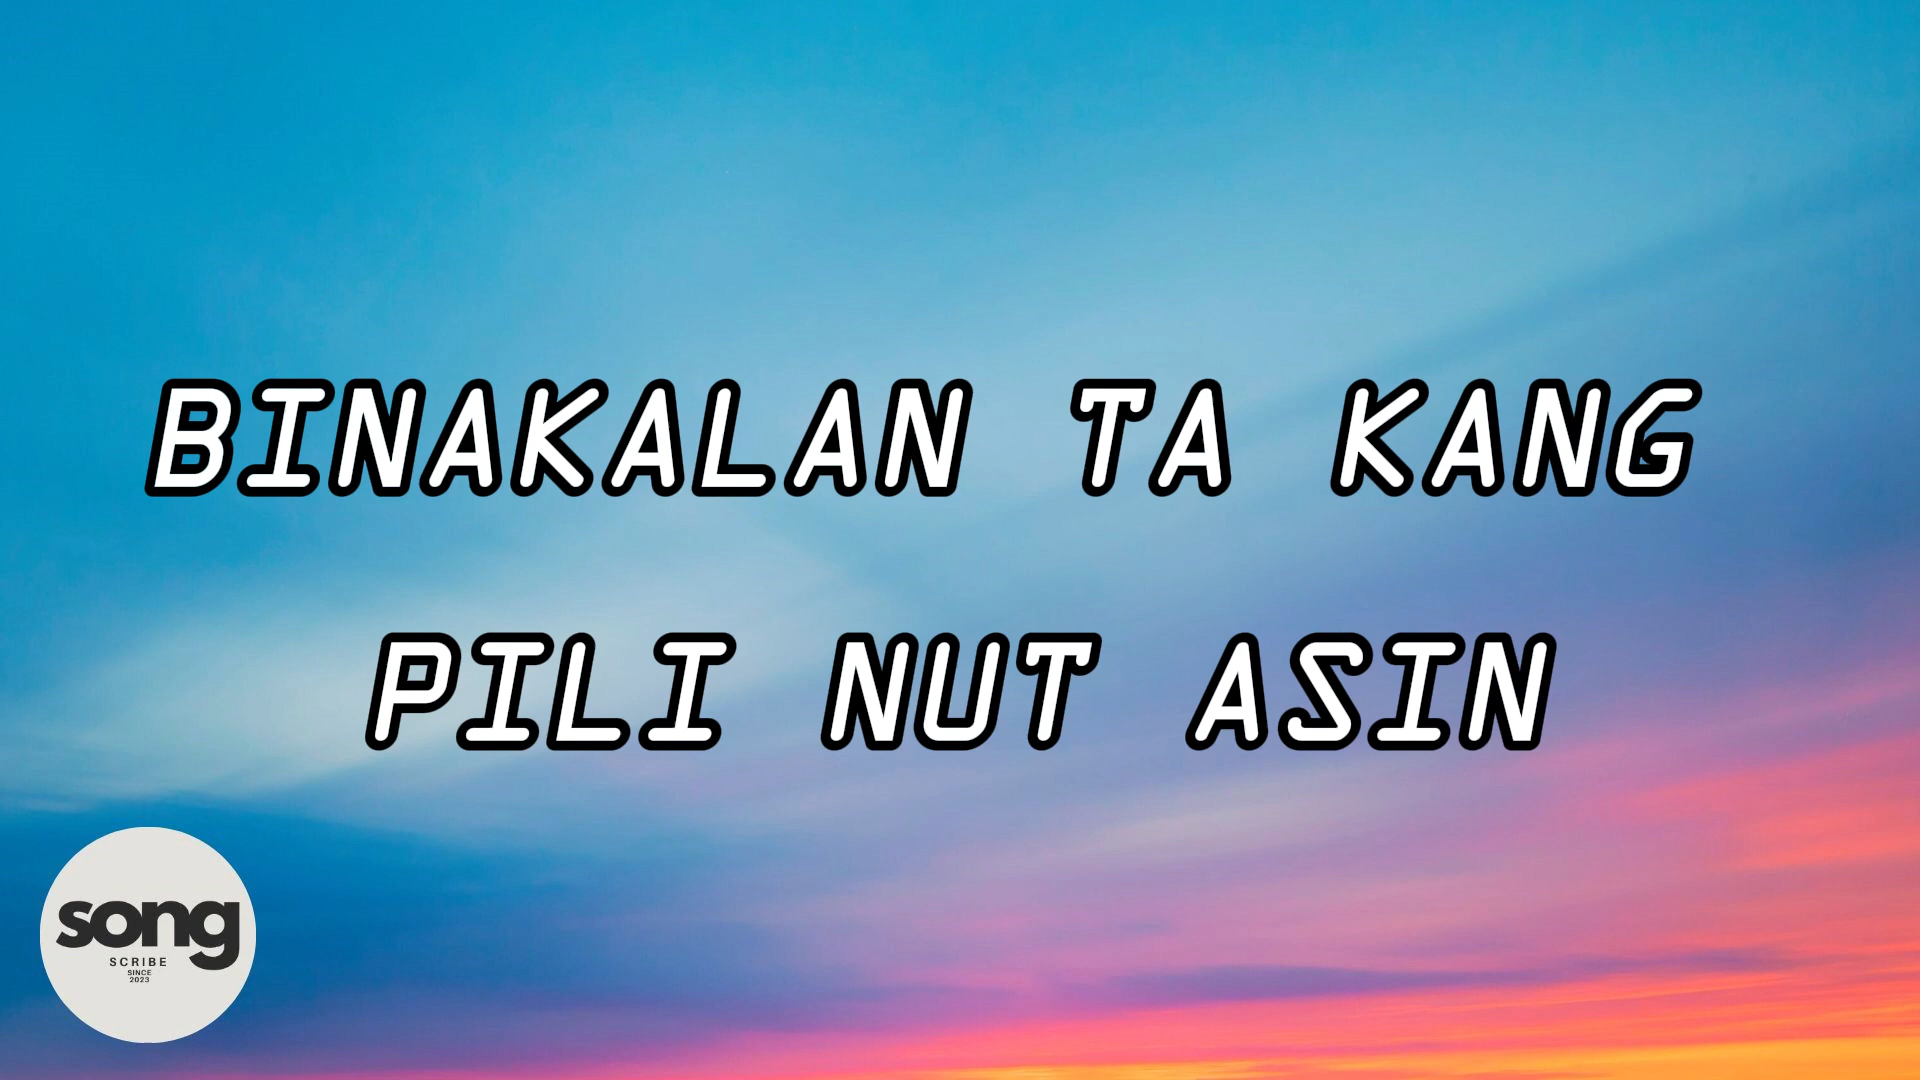 BINAKALAN TA KANG
PILI NUT ASIN
song
SCRIBE
SINCE
2023